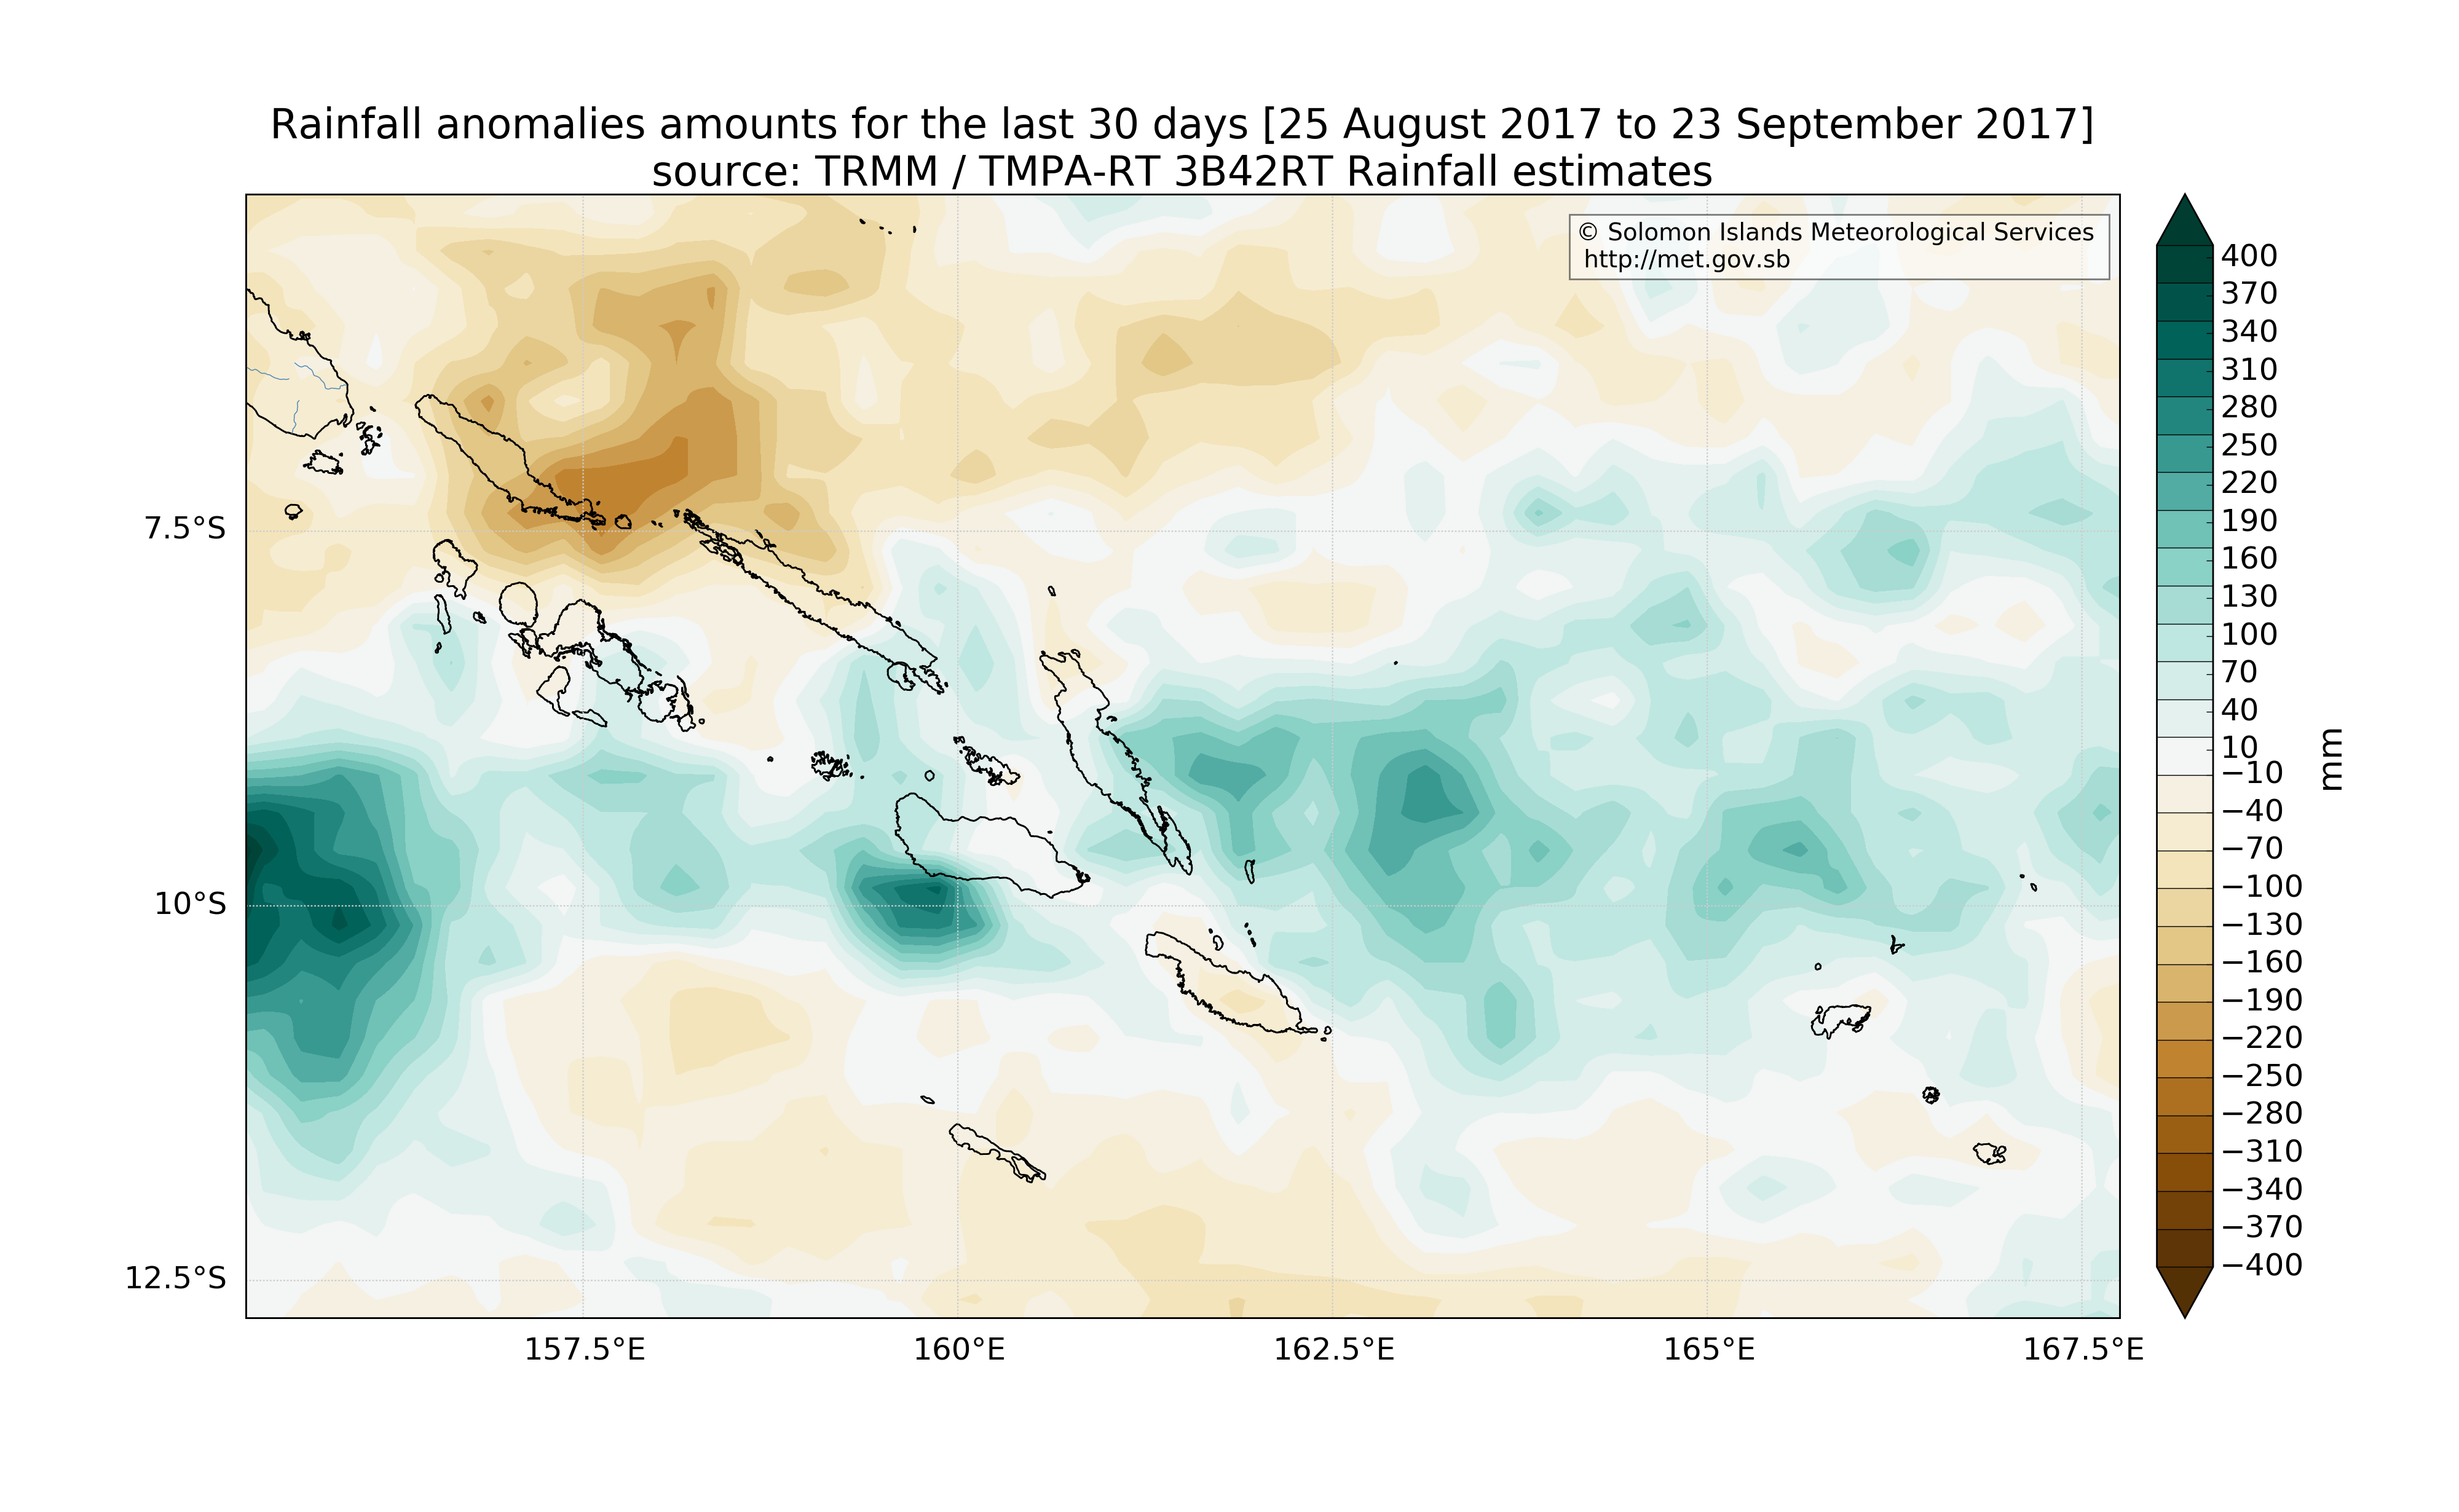 Rainfall anomalies amounts for the last 30 days [25 August 2017 to 23 September 2017]
source: TRMM / TMPA-RT 3B42RT Rainfall estimates
© Solomon Islands Meteorological Services
http://met.gov.sb
7.5°S
10°S
12.5°S
157.5°E
160°E
162.5°E
165°E
167.5°E
400
370
340
310
280
250
220
190
160
130
100
70
40
10
−10
−40
−70
−100
−130
−160
−190
−220
−250
−280
−310
−340
−370
−400
mm